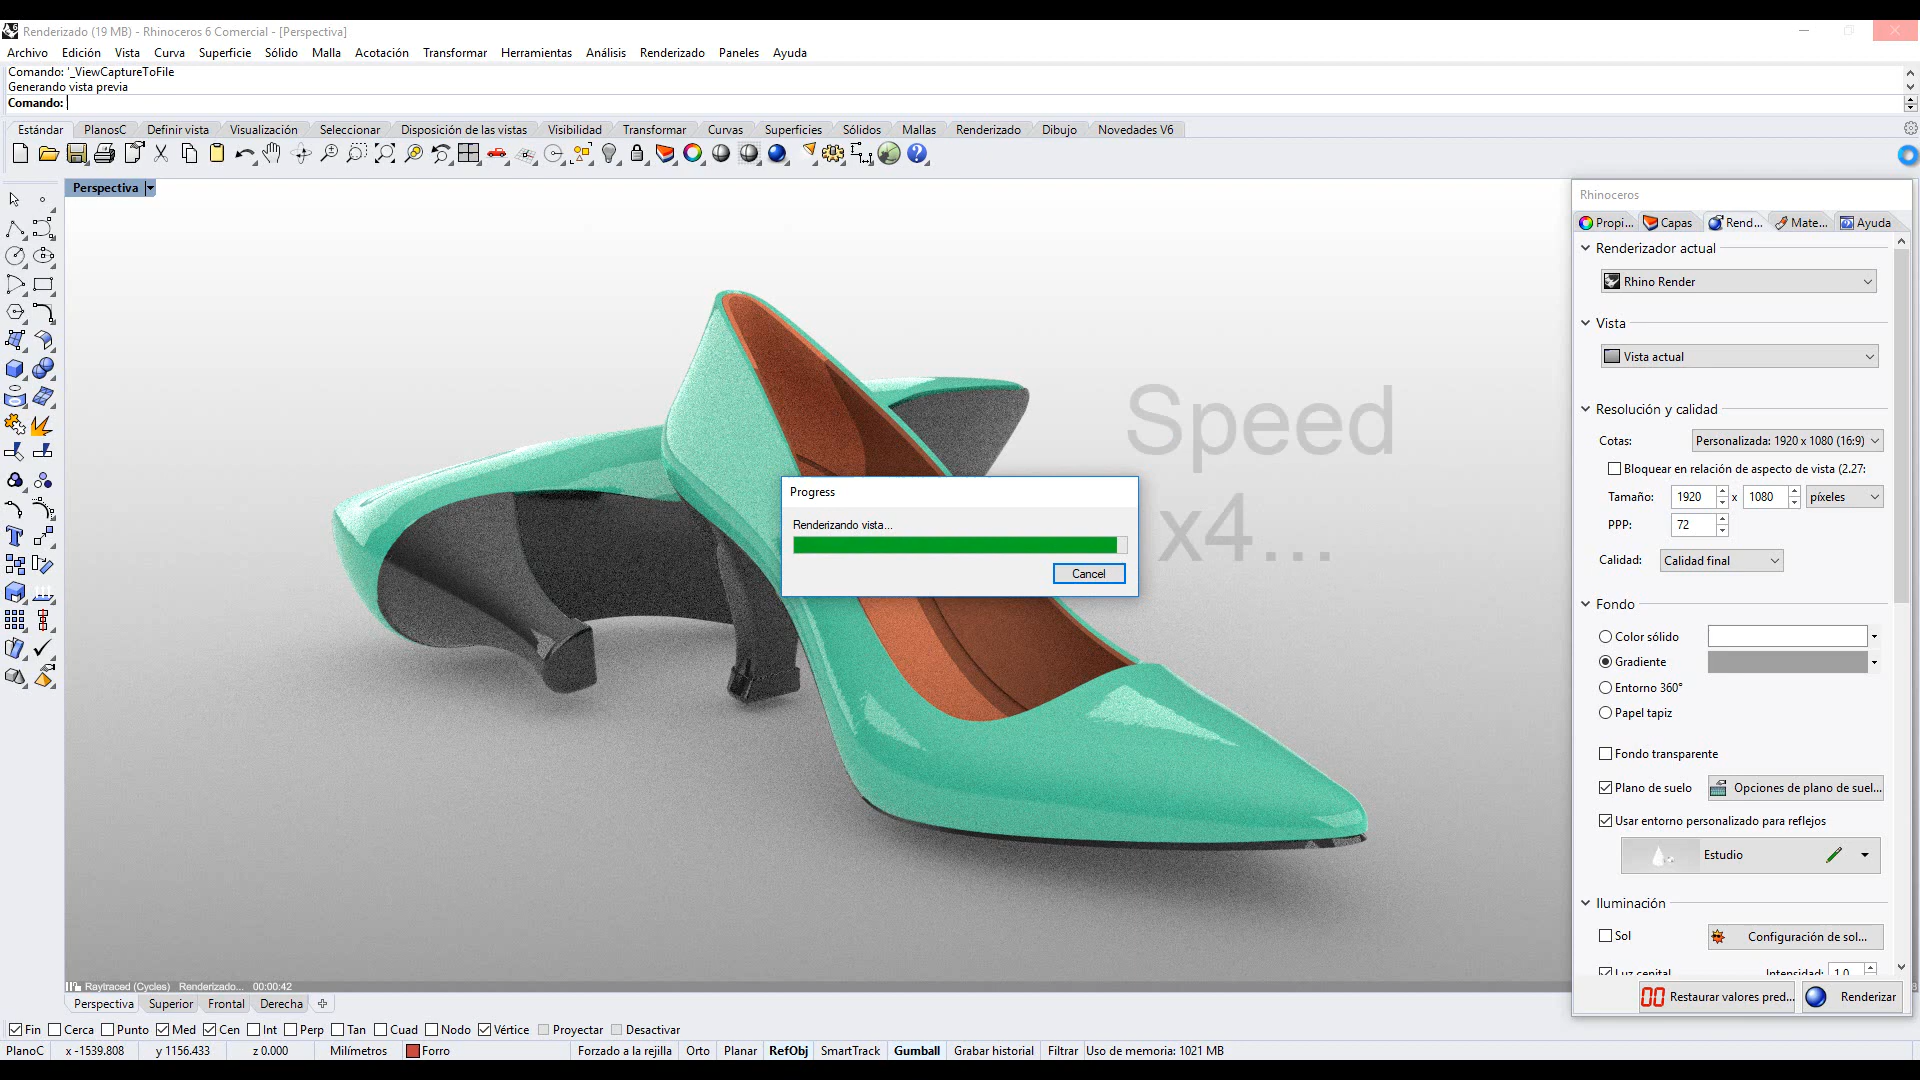 Renderizado (19 MB) - Rhinoceros 6 Comercial - [Perspectiva]
Archivo Edición Vista Curva Superficie Sólido Malla Acotación Transformar Herramientas Análisis Renderizado Paneles Ayuda
Comando: '_ViewCaptureToFile
Generando vista previa
Comando:
Estándar PlanosC Definir vista Visualización Seleccionar Disposición de las vistas Visibilidad Transformar Curvas Superfícies Sólidos Mallas Renderizado Dibujo Novedades V6
Perspectiva
Speed
x4...
Progress
Renderizando vista...
Cancel
Rhinoceros
Propi... Capas Rend... Mate... Ayuda
Renderizador actual
Rhino Render
Vista
Vista actual
Resolución y calidad
Cotas: Personalizada: 1920 x 1080 (16:9)
Bloquear en relación de aspecto de vista (2.27:
Tamaño: 1920 x 1080 píxeles
PPP: 72
Calidad: Calidad final
Fondo
Color sólido
Gradiente
Entorno 360°
Papel tapiz
Fondo transparente
Plano de suelo Opciones de plano de suel...
Usar entorno personalizado para reflejos
Estudio
Iluminación
Sol Configuración de sol...
Luz cenital Intensidad: 1.0
Restaurar valores pred... Renderizar
Raytraced (Cycles) Renderizado... 00:00:42
Perspectiva Superior Frontal Derecha
Fin Cerca Punto Med Cen Int Perp Tan Cuad Nodo Vértice Proyectar Desactivar
PlanoC x -1539.808 y 1156.433 z 0.000 Milímetros Forro Forzado a la rejilla Orto Planar RefObj SmartTrack Gumball Grabar historial Filtrar Uso de memoria: 1021 MB